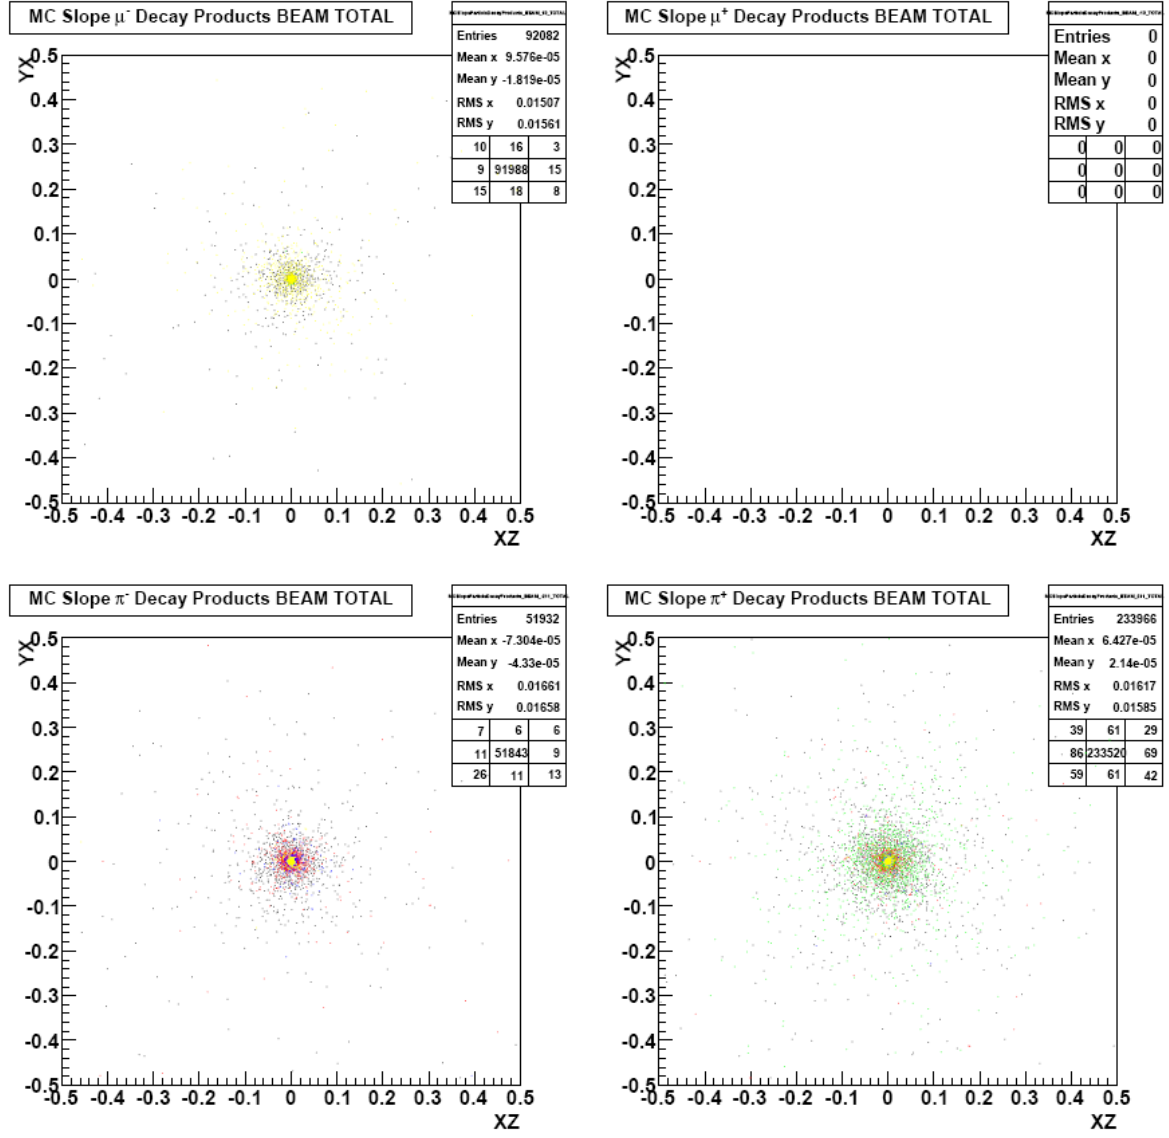 MC Slope μ- Decay Products BEAM TOTAL
Entries 92082
Mean x 9.576e-05
Mean y -1.819e-05
RMS x 0.01507
RMS y 0.01561
10 16 3
9 91988 15
15 18 8
YX
0.5
0.4
0.3
0.2
0.1
0
-0.1
-0.2
-0.3
-0.4
-0.5
-0.5 -0.4 -0.3 -0.2 -0.1 0 0.1 0.2 0.3 0.4 0.5
XZ
MC Slope μ+ Decay Products BEAM TOTAL
Entries 0
Mean x 0
Mean y 0
RMS x 0
RMS y 0
0 0 0
0 0 0
0 0 0
YX
0.5
0.4
0.3
0.2
0.1
0
-0.1
-0.2
-0.3
-0.4
-0.5
-0.5 -0.4 -0.3 -0.2 -0.1 0 0.1 0.2 0.3 0.4 0.5
XZ
MC Slope π- Decay Products BEAM TOTAL
Entries 51932
Mean x -7.304e-05
Mean y -4.33e-05
RMS x 0.01661
RMS y 0.01658
7 6 6
11 51843 9
26 11 13
YX
0.5
0.4
0.3
0.2
0.1
0
-0.1
-0.2
-0.3
-0.4
-0.5
-0.5 -0.4 -0.3 -0.2 -0.1 0 0.1 0.2 0.3 0.4 0.5
XZ
MC Slope π+ Decay Products BEAM TOTAL
Entries 233966
Mean x 6.427e-05
Mean y 2.14e-05
RMS x 0.01617
RMS y 0.01585
39 61 29
86 233520 69
59 61 42
YX
0.5
0.4
0.3
0.2
0.1
0
-0.1
-0.2
-0.3
-0.4
-0.5
-0.5 -0.4 -0.3 -0.2 -0.1 0 0.1 0.2 0.3 0.4 0.5
XZ